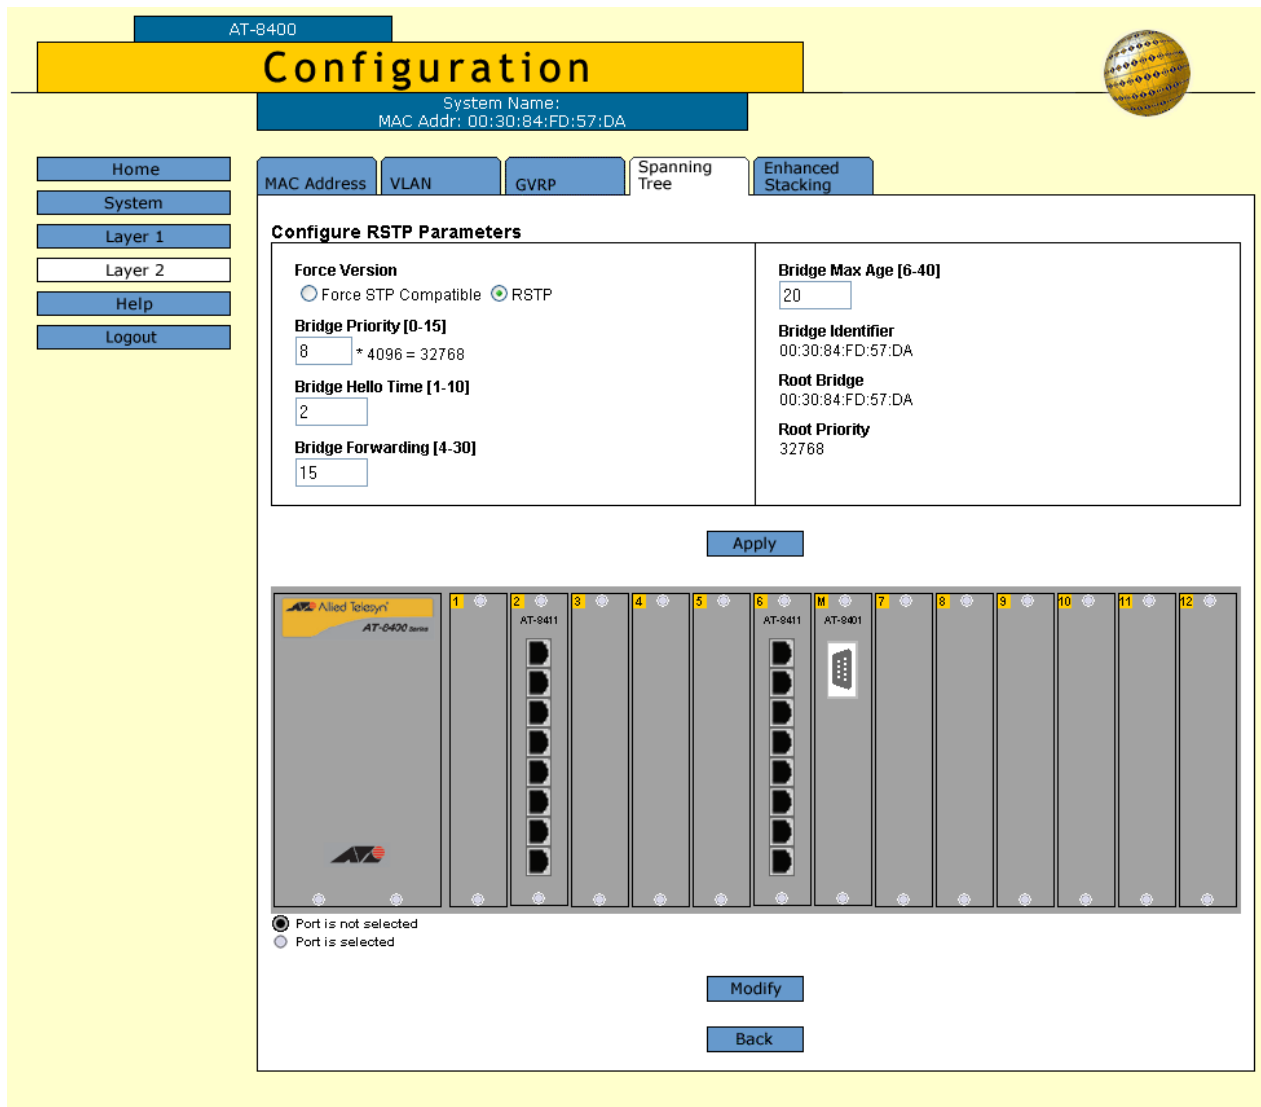 AT-8400
Configuration
System Name:
MAC Addr: 00:30:84:FD:57:DA
Home
System
Layer 1
Layer 2
Help
Logout
MAC Address
VLAN
GVRP
Spanning
Tree
Enhanced
Stacking
Configure RSTP Parameters
Force Version
Force STP Compatible
RSTP
Bridge Priority [0-15]
8 * 4096 = 32768
Bridge Hello Time [1-10]
2
Bridge Forwarding [4-30]
15
Bridge Max Age [6-40]
20
Bridge Identifier
00:30:84:FD:57:DA
Root Bridge
00:30:84:FD:57:DA
Root Priority
32768
Apply
Allied Telesyn
AT-8400 Series
1 2 3 4 5 6 M 7 8 9 10 11 12
AT-8411 AT-8411 AT-8401
Port is not selected
Port is selected
Modify
Back